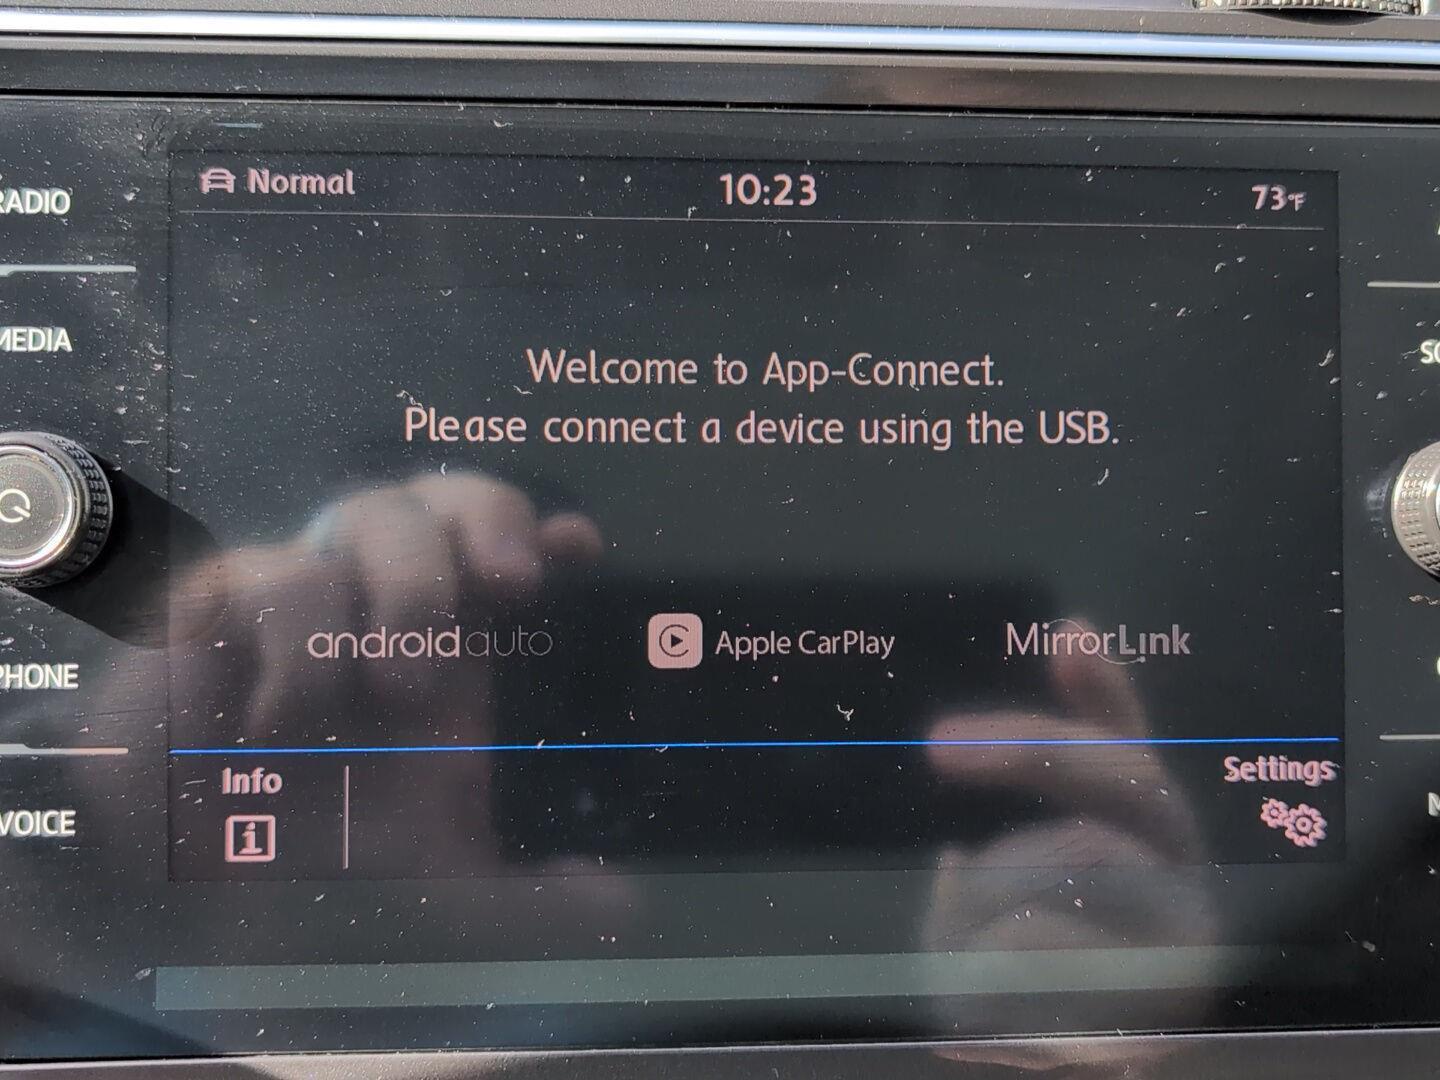 Normal
10:23
73°F
RADIO
MEDIA
Welcome to App-Connect.
Please connect a device using the USB.
androidauto
Apple CarPlay
MirrorLink
PHONE
Info
Settings
VOICE